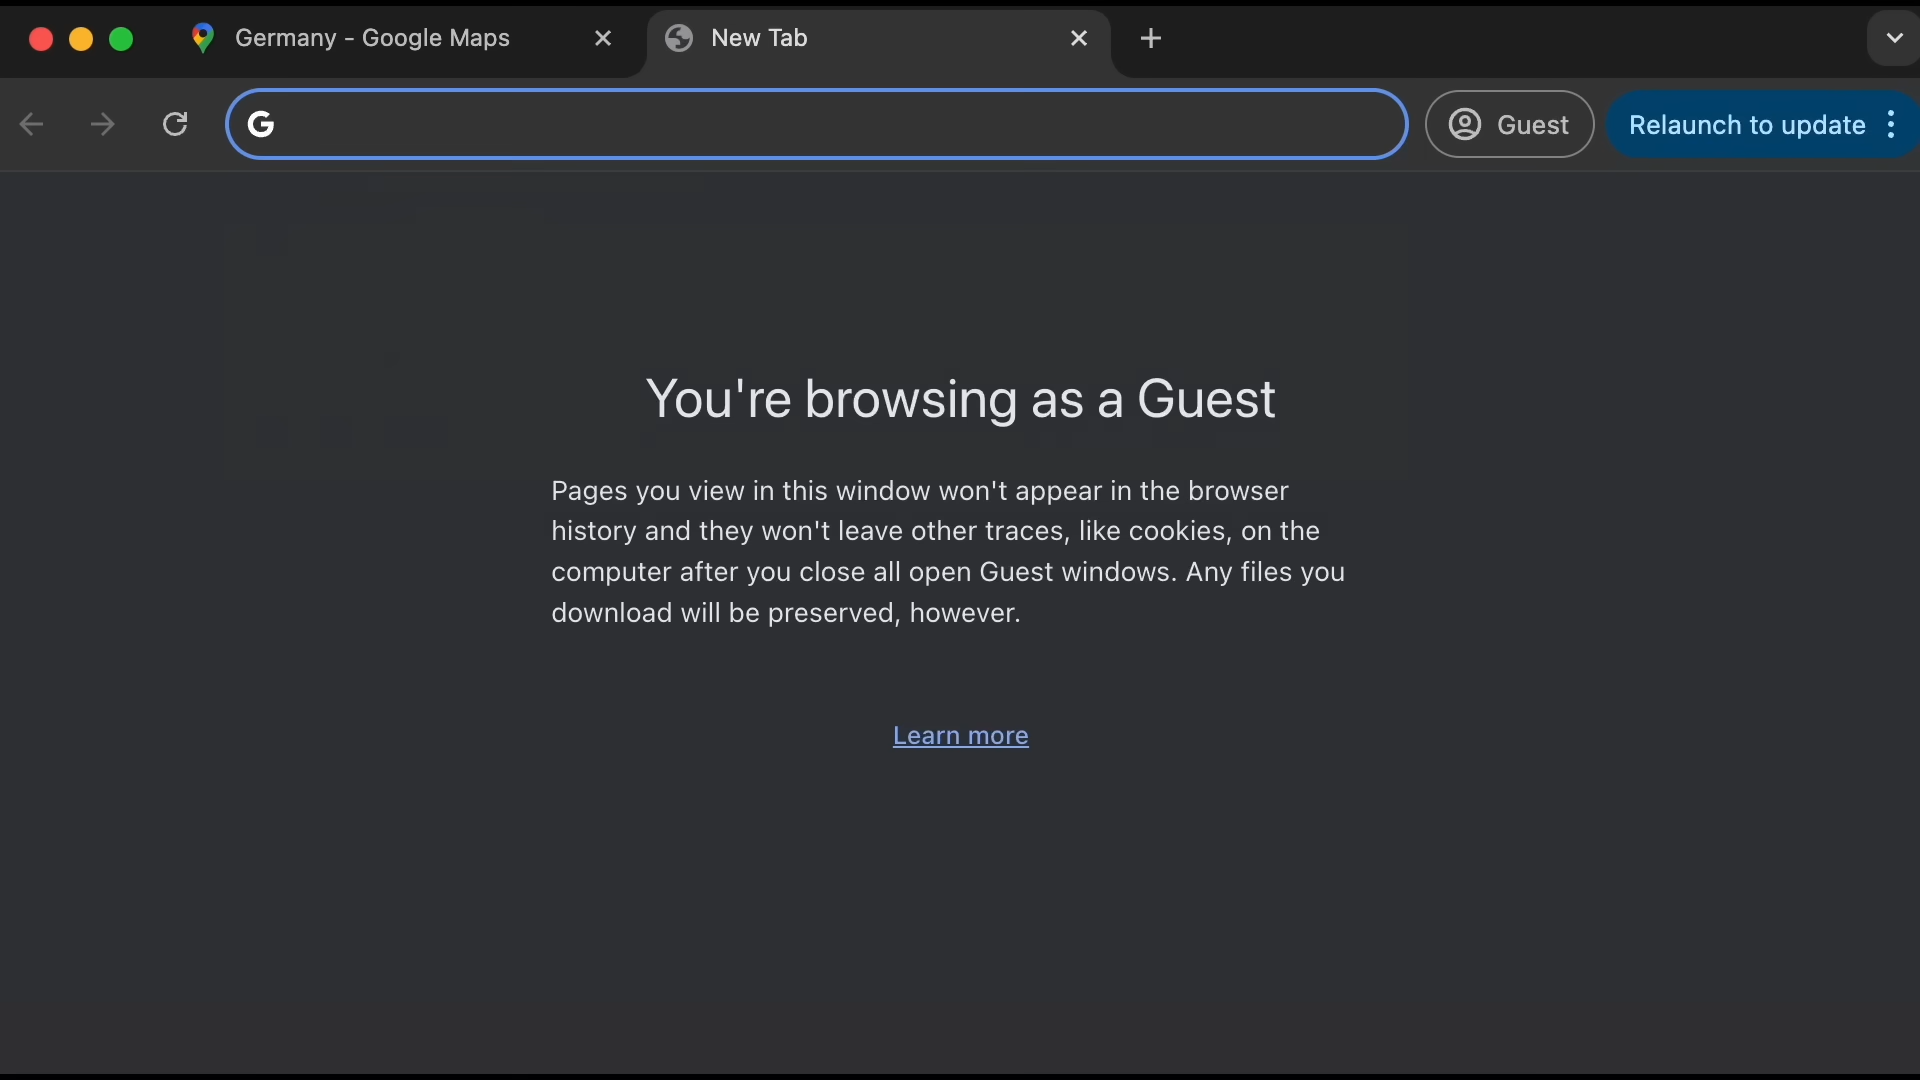 Germany - Google Maps
New Tab
G
Guest
Relaunch to update
You're browsing as a Guest
Pages you view in this window won't appear in the browser
history and they won't leave other traces, like cookies, on the
computer after you close all open Guest windows. Any files you
download will be preserved, however.
Learn more